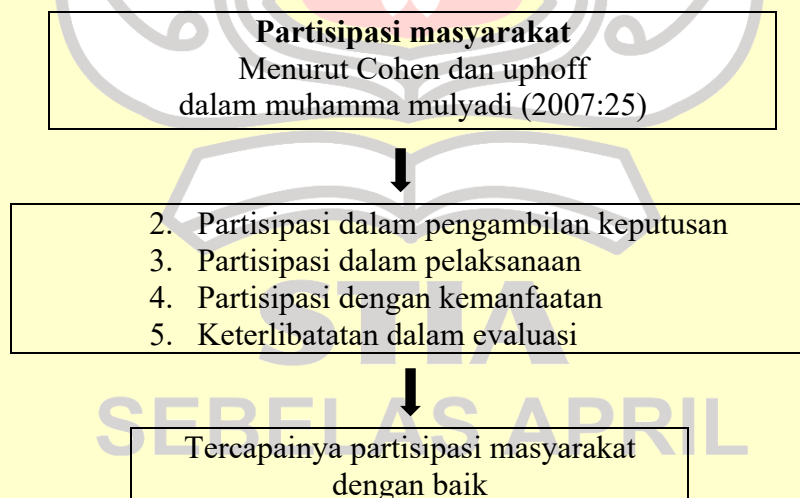 Partisipasi masyarakat
Menurut Cohen dan uphoff
dalam muhamma mulyadi (2007:25)
2. Partisipasi dalam pengambilan keputusan
3. Partisipasi dalam pelaksanaan
4. Partisipasi dengan kemanfaatan
5. Keterlibatatan dalam evaluasi
STIA
SEBELAS APRIL
Tercapainya partisipasi masyarakat
dengan baik